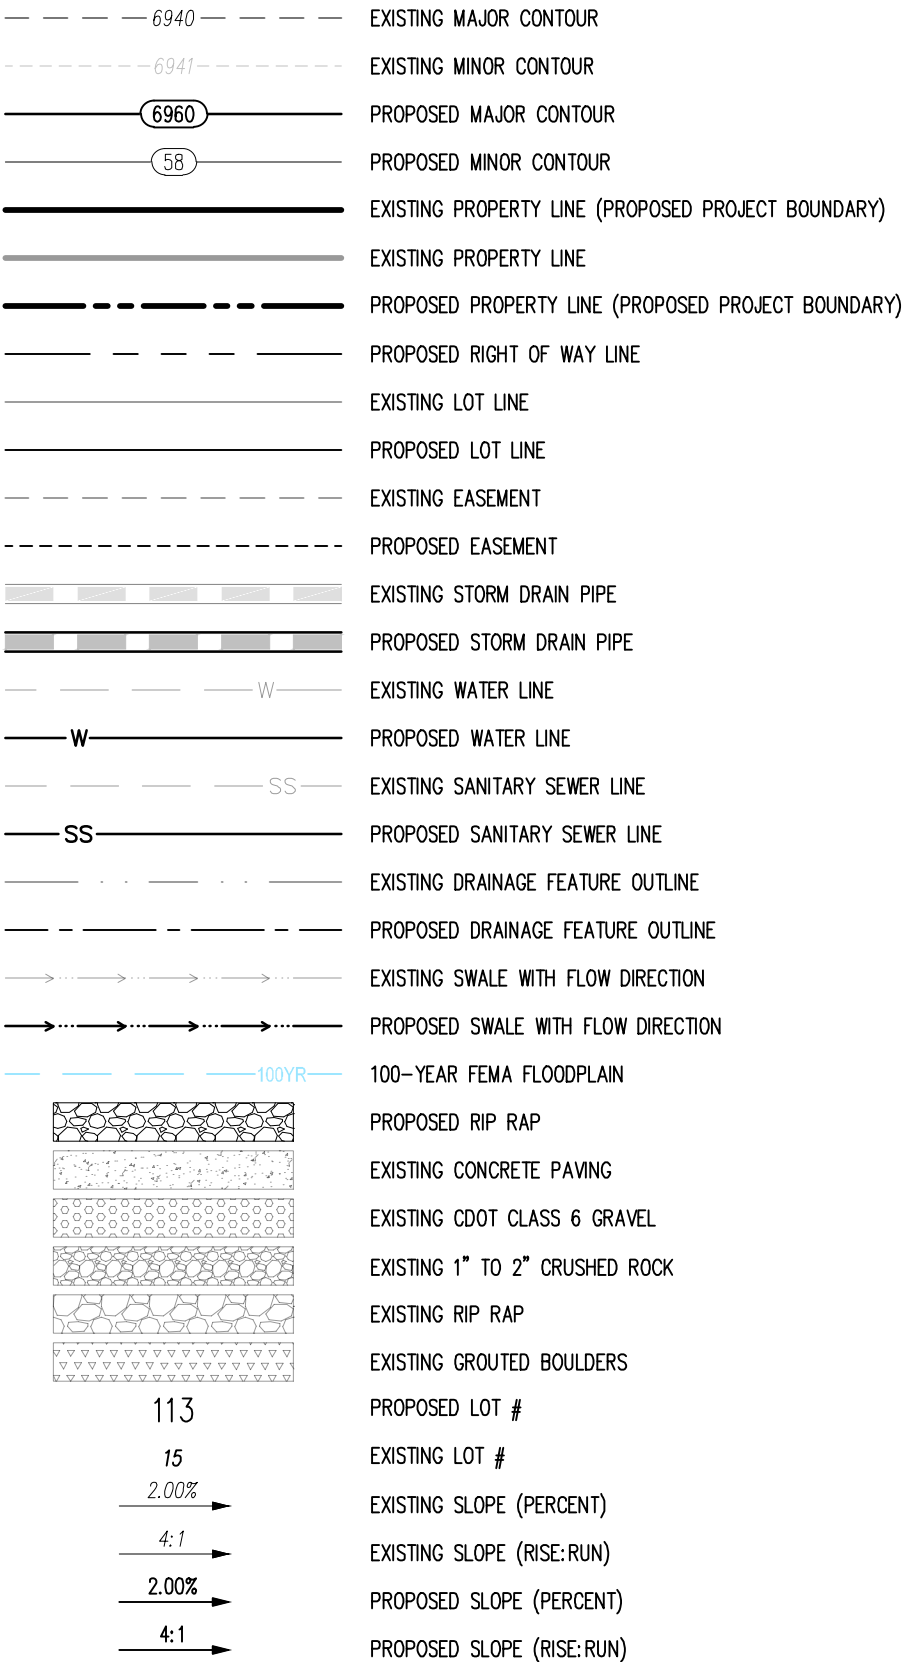 6940 EXISTING MAJOR CONTOUR
6941 EXISTING MINOR CONTOUR
6960 PROPOSED MAJOR CONTOUR
58 PROPOSED MINOR CONTOUR
EXISTING PROPERTY LINE (PROPOSED PROJECT BOUNDARY)
EXISTING PROPERTY LINE
PROPOSED PROPERTY LINE (PROPOSED PROJECT BOUNDARY)
PROPOSED RIGHT OF WAY LINE
EXISTING LOT LINE
PROPOSED LOT LINE
EXISTING EASEMENT
PROPOSED EASEMENT
EXISTING STORM DRAIN PIPE
PROPOSED STORM DRAIN PIPE
W EXISTING WATER LINE
W PROPOSED WATER LINE
SS EXISTING SANITARY SEWER LINE
SS PROPOSED SANITARY SEWER LINE
EXISTING DRAINAGE FEATURE OUTLINE
PROPOSED DRAINAGE FEATURE OUTLINE
EXISTING SWALE WITH FLOW DIRECTION
PROPOSED SWALE WITH FLOW DIRECTION
100YR 100-YEAR FEMA FLOODPLAIN
PROPOSED RIP RAP
EXISTING CONCRETE PAVING
EXISTING CDOT CLASS 6 GRAVEL
EXISTING 1" TO 2" CRUSHED ROCK
EXISTING RIP RAP
EXISTING GROUTED BOULDERS
113 PROPOSED LOT #
15 EXISTING LOT #
2.00% EXISTING SLOPE (PERCENT)
4:1 EXISTING SLOPE (RISE:RUN)
2.00% PROPOSED SLOPE (PERCENT)
4:1 PROPOSED SLOPE (RISE:RUN)